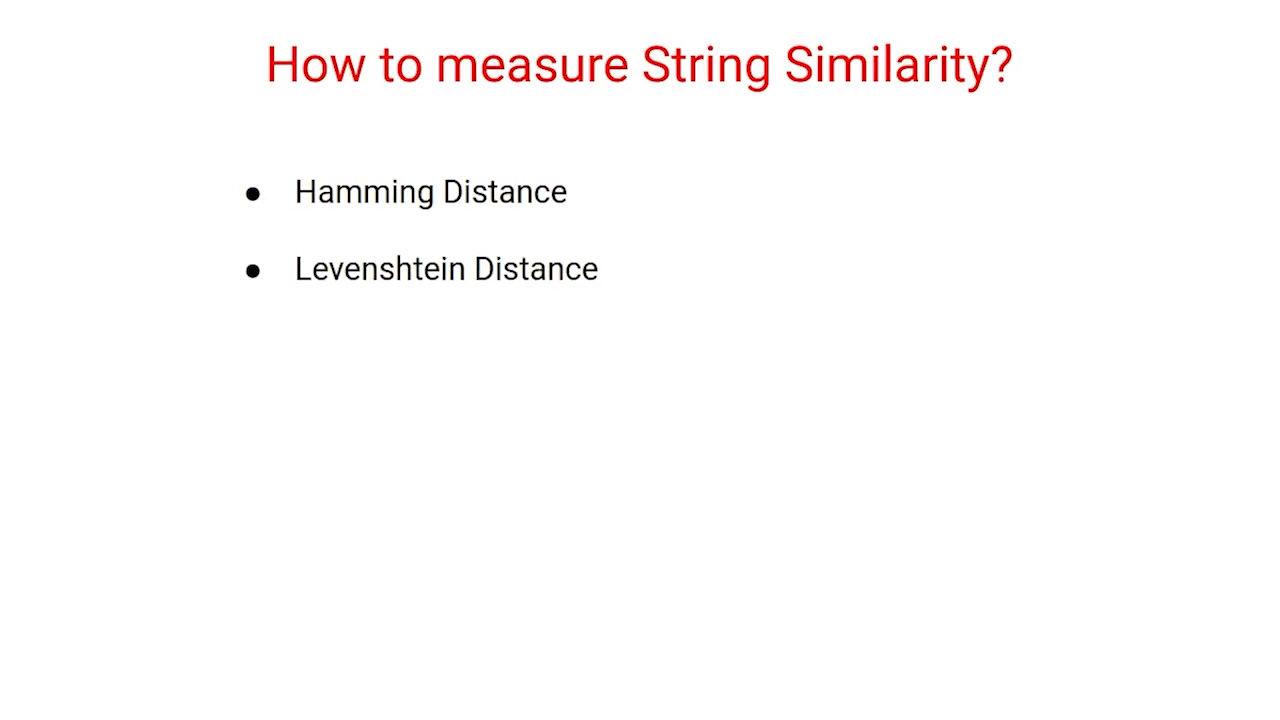 How to measure String Similarity?
● Hamming Distance
● Levenshtein Distance